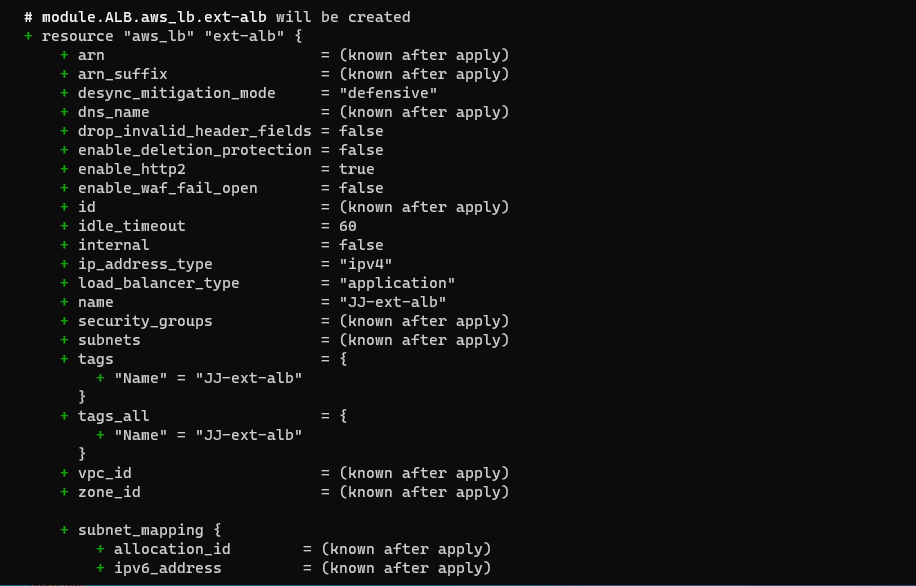 # module.ALB.aws_lb.ext-alb will be created
+ resource "aws_lb" "ext-alb" {
+ arn = (known after apply)
+ arn_suffix = (known after apply)
+ desync_mitigation_mode = "defensive"
+ dns_name = (known after apply)
+ drop_invalid_header_fields = false
+ enable_deletion_protection = false
+ enable_http2 = true
+ enable_waf_fail_open = false
+ id = (known after apply)
+ idle_timeout = 60
+ internal = false
+ ip_address_type = "ipv4"
+ load_balancer_type = "application"
+ name = "JJ-ext-alb"
+ security_groups = (known after apply)
+ subnets = (known after apply)
+ tags = {
+ "Name" = "JJ-ext-alb"
}
+ tags_all = {
+ "Name" = "JJ-ext-alb"
}
+ vpc_id = (known after apply)
+ zone_id = (known after apply)
+ subnet_mapping {
+ allocation_id = (known after apply)
+ ipv6_address = (known after apply)